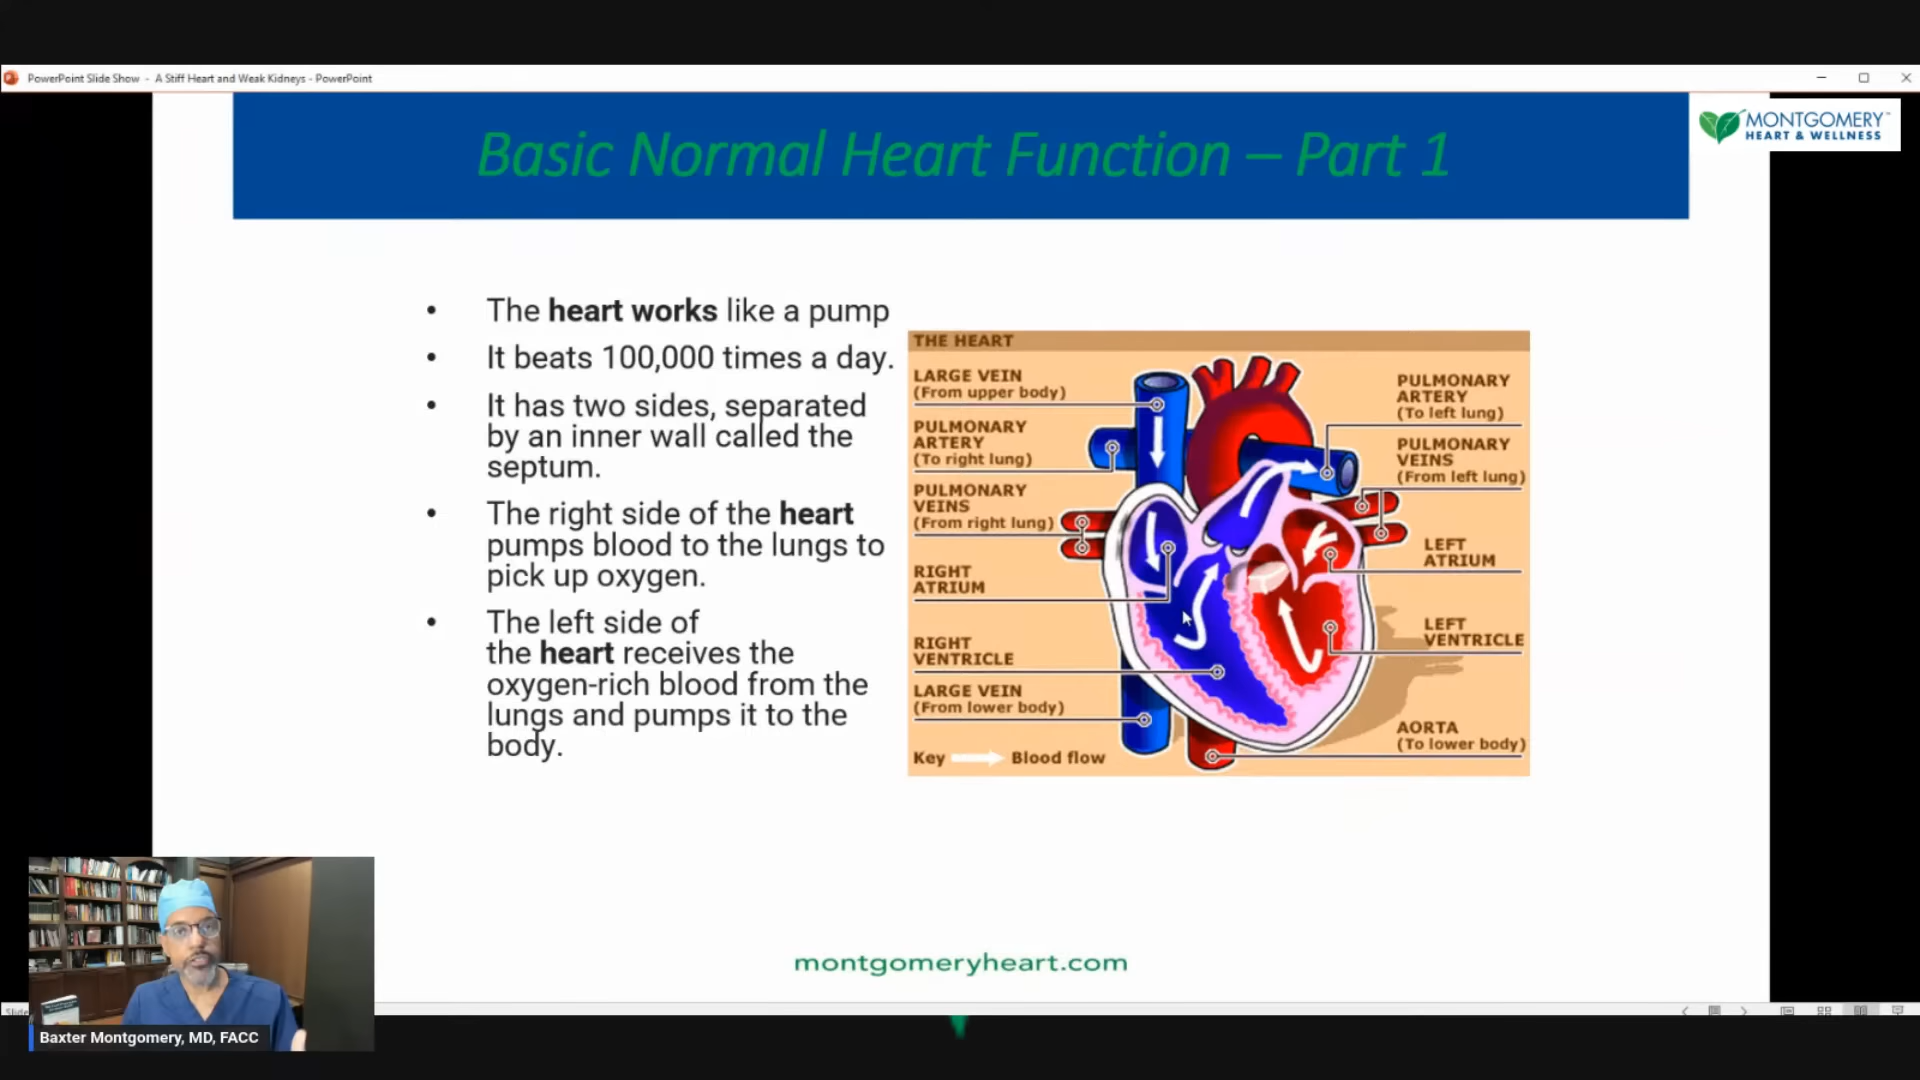 PowerPoint Slide Show - A Stiff Heart and Weak Kidneys - PowerPoint
MONTGOMERY™
HEART & WELLNESS
Basic Normal Heart Function – Part 1
• The heart works like a pump
• It beats 100,000 times a day.
• It has two sides, separated
by an inner wall called the
septum.
• The right side of the heart
pumps blood to the lungs to
pick up oxygen.
• The left side of
the heart receives the
oxygen-rich blood from the
lungs and pumps it to the
body.
THE HEART
LARGE VEIN
(From upper body)
PULMONARY
ARTERY
(To right lung)
PULMONARY
VEINS
(From right lung)
RIGHT
ATRIUM
RIGHT
VENTRICLE
LARGE VEIN
(From lower body)
Key
Blood flow
PULMONARY
ARTERY
(To left lung)
PULMONARY
VEINS
(From left lung)
LEFT
ATRIUM
LEFT
VENTRICLE
AORTA
(To lower body)
montgomeryheart.com
Baxter Montgomery, MD, FACC